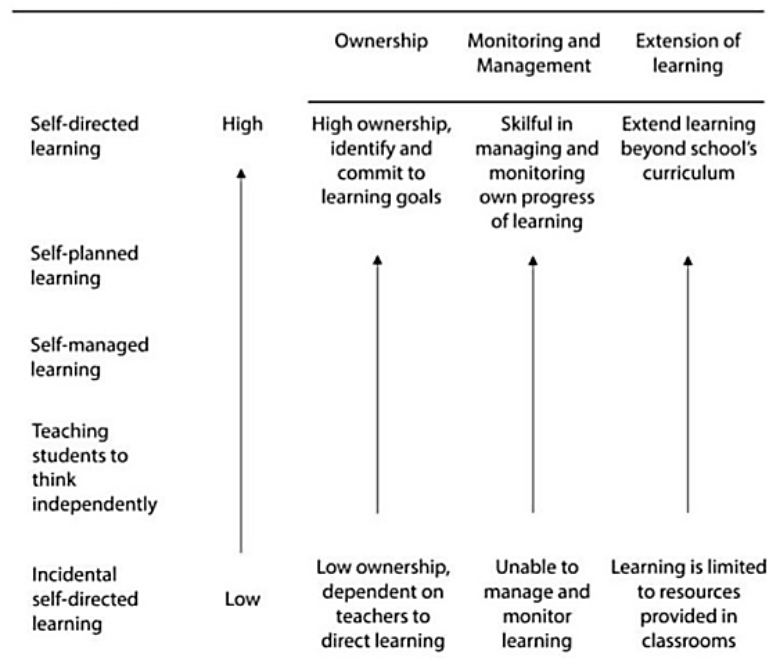 Ownership
Monitoring and
Management
Extension of
learning
Self-directed
learning
High
High ownership,
identify and
commit to
learning goals
Skilful in
managing and
monitoring
own progress
of learning
Extend learning
beyond school's
curriculum
Self-planned
learning
Self-managed
learning
Teaching
students to
think
independently
Incidental
self-directed
learning
Low
Low ownership,
dependent on
teachers to
direct learning
Unable to
manage and
monitor
learning
Learning is limited
to resources
provided in
classrooms